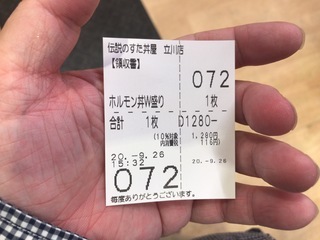 伝説のすた丼屋 立川店
【領収書】
072
ホルモン丼W盛り 1枚
合計 1枚 D1280-
(10%対象 1,280円
内消費税 116円)
20.-9.26 20.-9.26
15:32
072
毎度ありがとうございます。